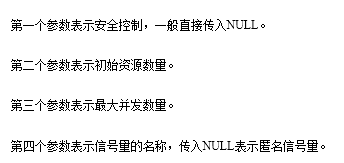 第一个参数表示安全控制，一般直接传入NULL。
第二个参数表示初始资源数量。
第三个参数表示最大并发数量。
第四个参数表示信号量的名称，传入NULL表示匿名信号量。